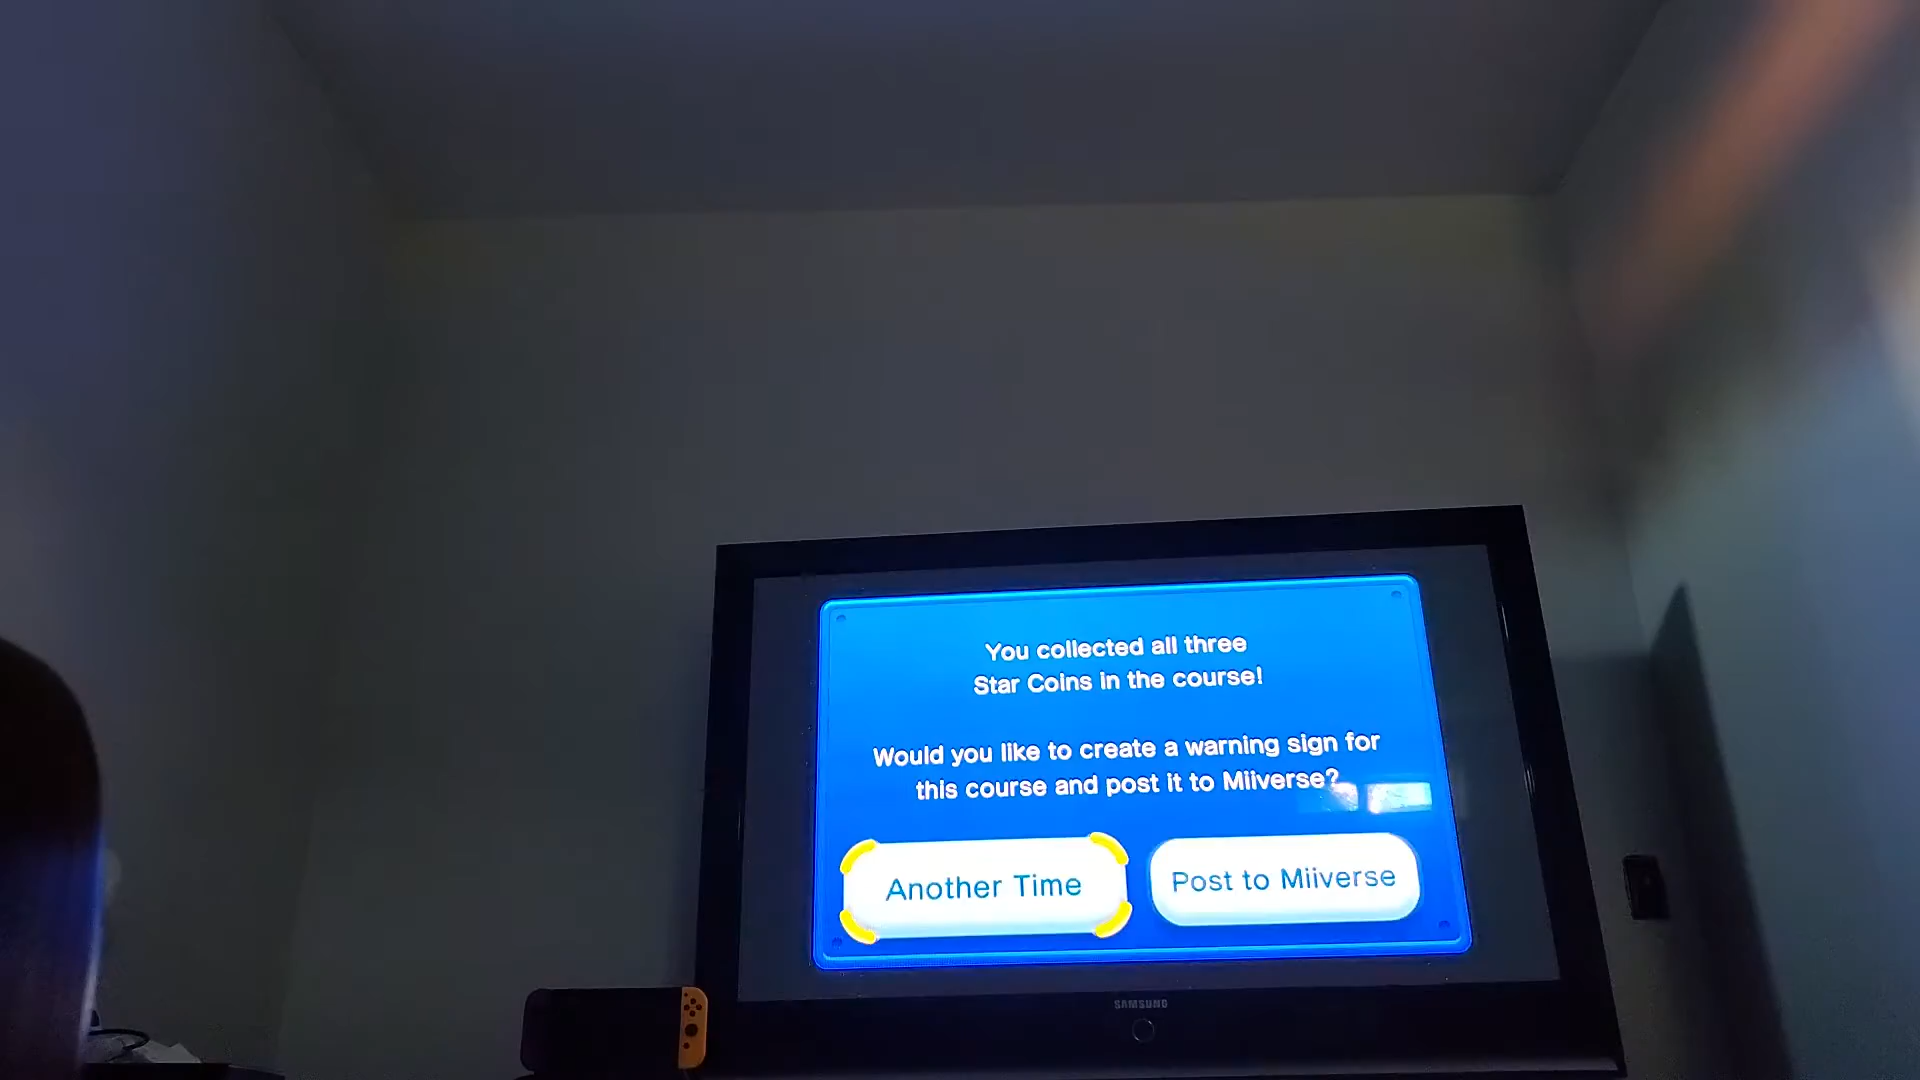 You collected all three
Star Coins in the course!
Would you like to create a warning sign for
this course and post it to Miiverse?
Another Time
Post to Miiverse
SAMSUNG